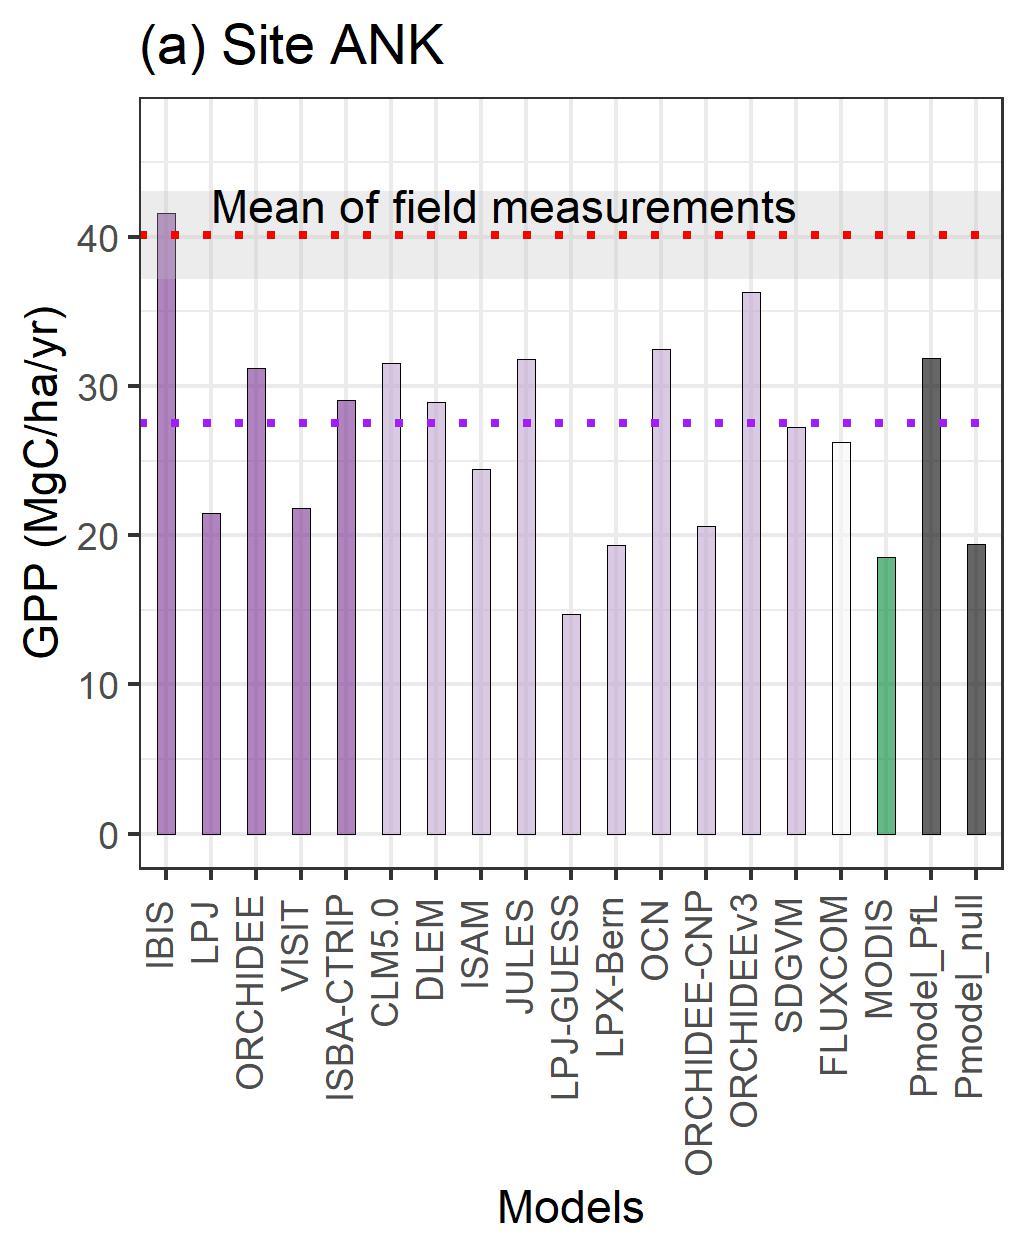 (a) Site ANK
Mean of field measurements
GPP (MgC/ha/yr)
40
30
20
10
0
IBIS
LPJ
ORCHIDEE
VISIT
ISBA-CTRIP
CLM5.0
DLEM
ISAM
JULES
LPJ-GUESS
LPX-Bern
OCN
ORCHIDEE-CNP
ORCHIDEEv3
SDGVM
FLUXCOM
MODIS
Pmodel_PfL
Pmodel_null
Models